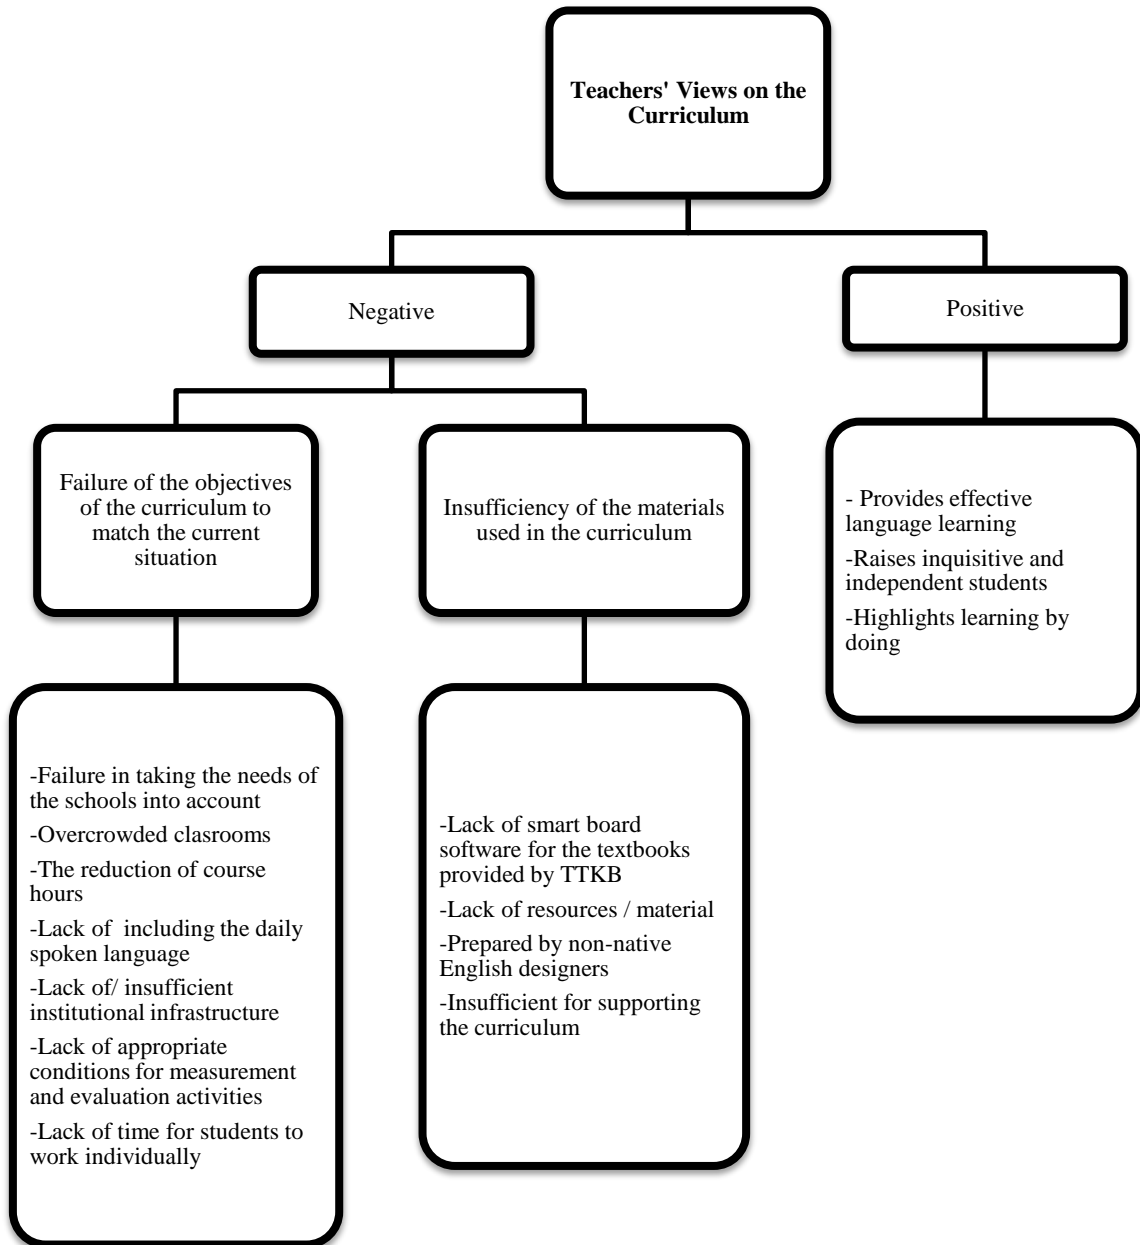 Teachers' Views on the
Curriculum
Negative
Positive
Failure of the objectives
of the curriculum to
match the current
situation
Insufficiency of the materials
used in the curriculum
- Provides effective
language learning
-Raises inquisitive and
independent students
-Highlights learning by
doing
-Failure in taking the needs of
the schools into account
-Overcrowded clasrooms
-The reduction of course
hours
-Lack of  including the daily
spoken language
-Lack of/ insufficient
institutional infrastructure
-Lack of appropriate
conditions for measurement
and evaluation activities
-Lack of time for students to
work individually
-Lack of smart board
software for the textbooks
provided by TTKB
-Lack of resources / material
-Prepared by non-native
English designers
-Insufficient for supporting
the curriculum